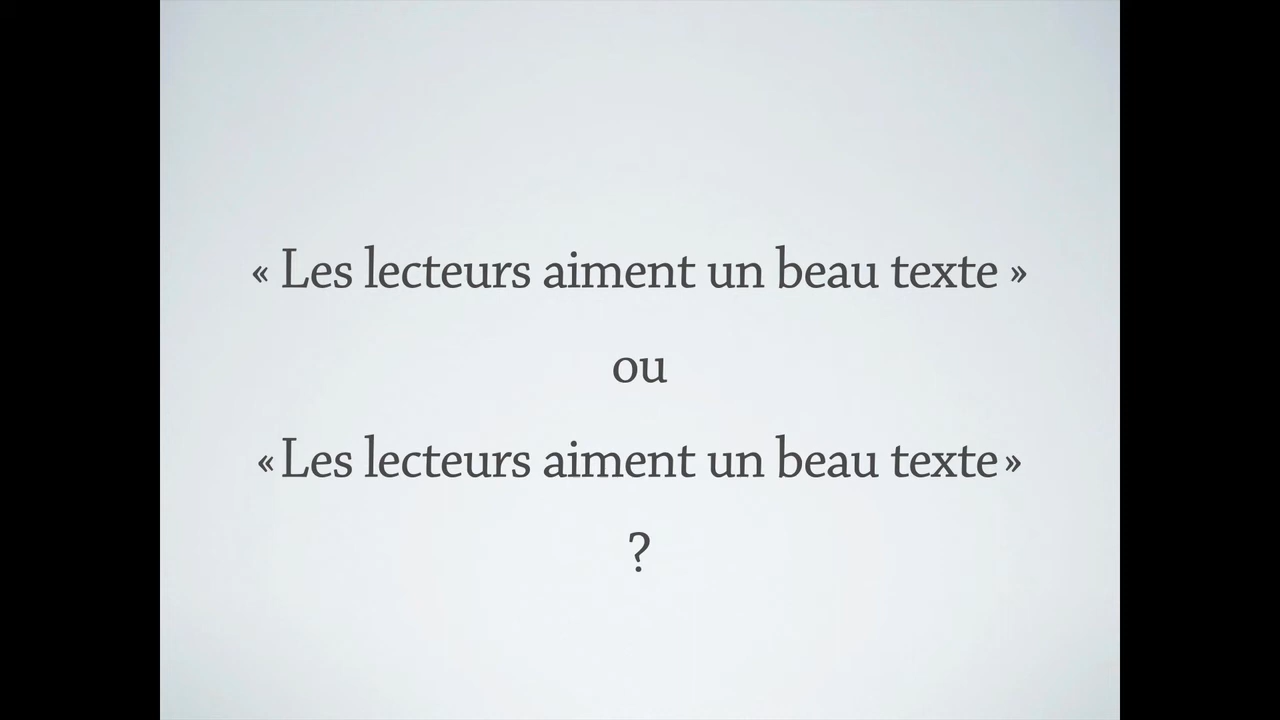 « Les lecteurs aiment un beau texte »
ou
« Les lecteurs aiment un beau texte »
?